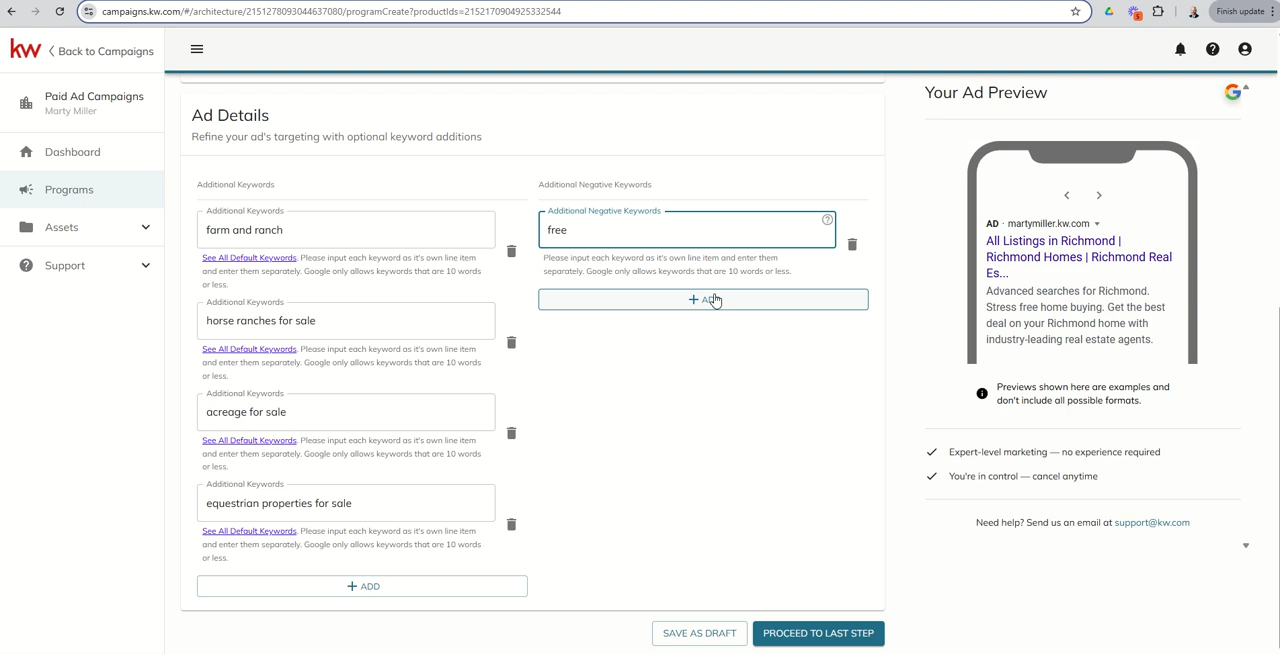 campaigns.kw.com/#/architecture/2151278093044637080/programCreate?productIds=2152170904925332544
Finish update
kw
Back to Campaigns
Paid Ad Campaigns
Marty Miller
Dashboard
Programs
Assets
Support
Ad Details
Refine your ad's targeting with optional keyword additions
Additional Keywords
Additional Keywords
farm and ranch
See All Default Keywords. Please input each keyword as it's own line item
and enter them separately. Google only allows keywords that are 10 words
or less.
Additional Keywords
horse ranches for sale
See All Default Keywords. Please input each keyword as it's own line item
and enter them separately. Google only allows keywords that are 10 words
or less.
Additional Keywords
acreage for sale
See All Default Keywords. Please input each keyword as it's own line item
and enter them separately. Google only allows keywords that are 10 words
or less.
Additional Keywords
equestrian properties for sale
See All Default Keywords. Please input each keyword as it's own line item
and enter them separately. Google only allows keywords that are 10 words
or less.
+ ADD
Additional Negative Keywords
Additional Negative Keywords
free
Please input each keyword as it's own line item and enter them
separately. Google only allows keywords that are 10 words or less.
+ ADD
SAVE AS DRAFT
PROCEED TO LAST STEP
Your Ad Preview
AD · martymiller.kw.com
All Listings in Richmond |
Richmond Homes | Richmond Real
Es...
Advanced searches for Richmond.
Stress free home buying. Get the best
deal on your Richmond home with
industry-leading real estate agents.
Previews shown here are examples and
don't include all possible formats.
Expert-level marketing — no experience required
You're in control — cancel anytime
Need help? Send us an email at support@kw.com